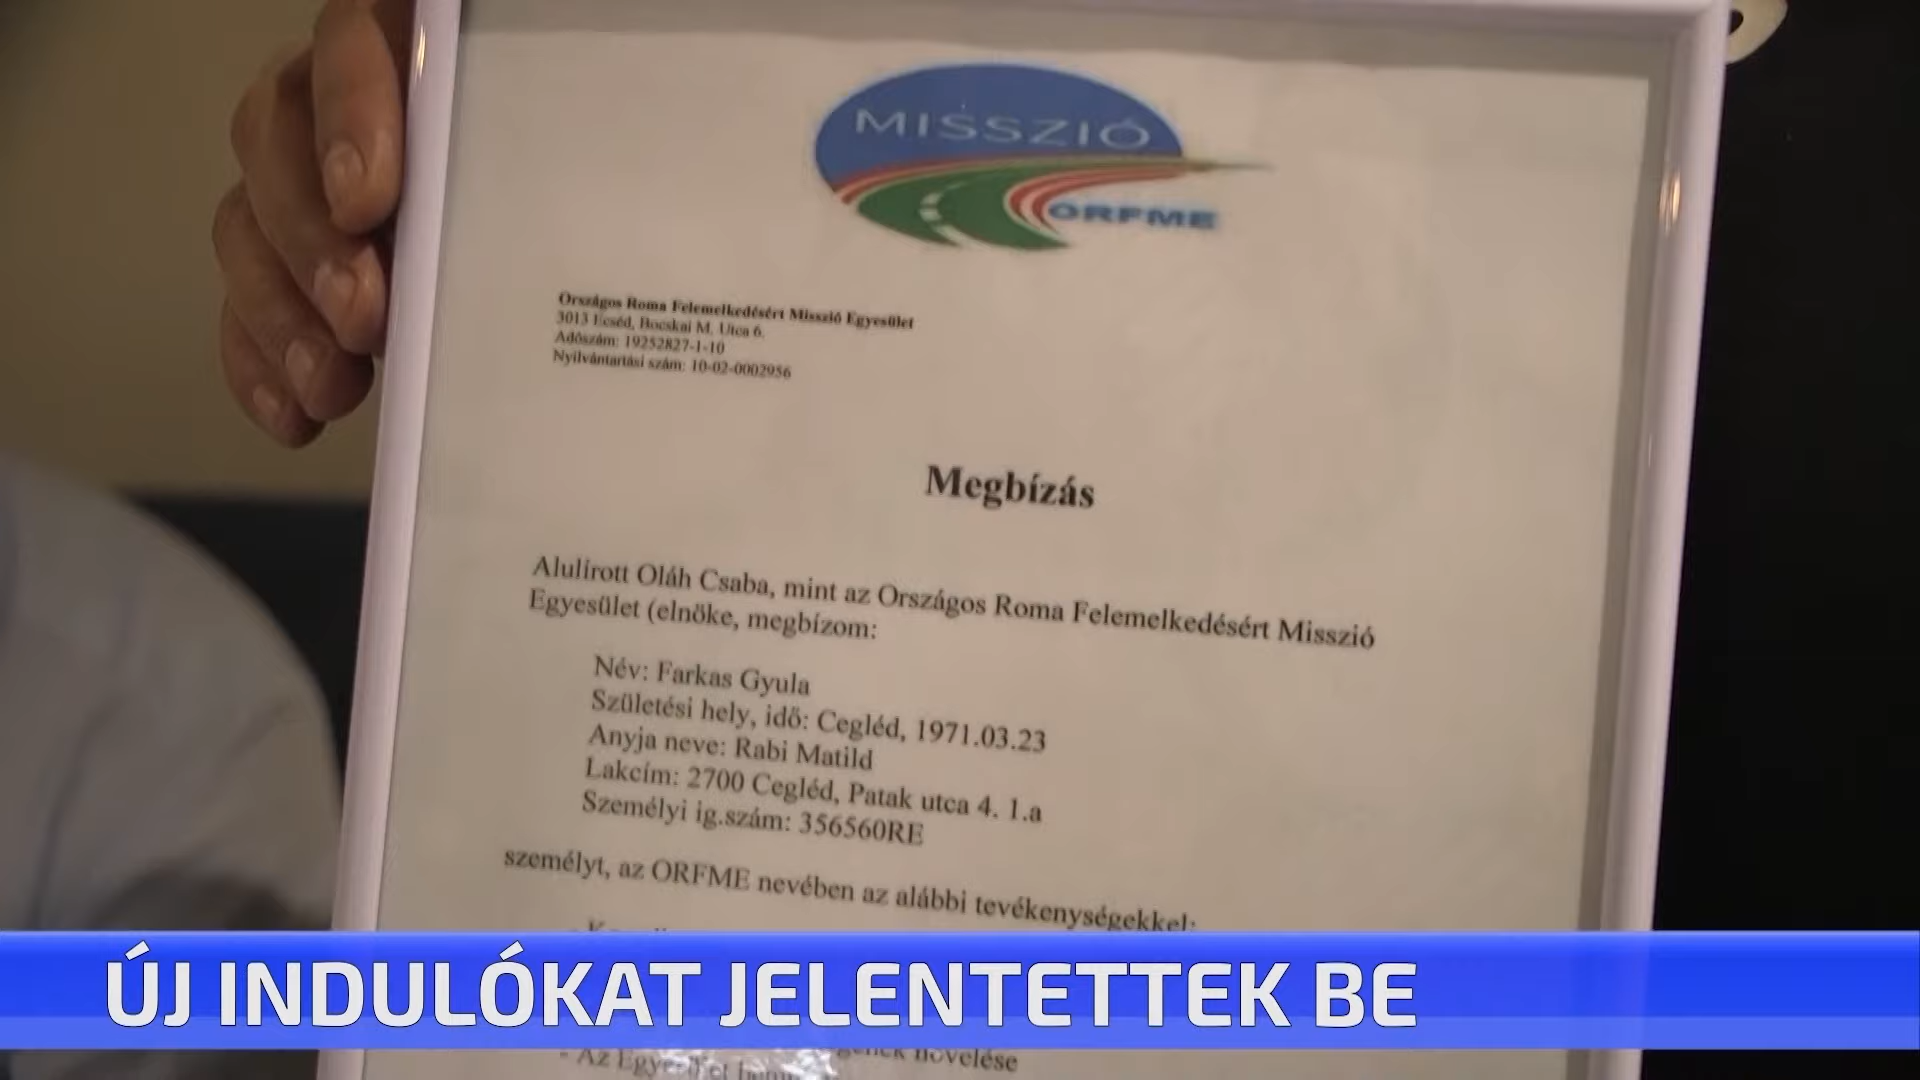 MISSZIÓ
ORFME
Országos Roma Felemelkedésért Misszió Egyesület
3013 Ecséd, Bocskai M. Utca 6.
Adószám: 19252827-1-10
Nyilvántartási szám: 10-02-0002956
Megbízás
Alulírott Oláh Csaba, mint az Országos Roma Felemelkedésért Misszió
Egyesület (elnöke, megbízom:
Név: Farkas Gyula
Születési hely, idő: Cegléd, 1971.03.23
Anyja neve: Rabi Matild
Lakcím: 2700 Cegléd, Patak utca 4. 1.a
Személyi ig.szám: 356560RE
személyt, az ORFME nevében az alábbi tevékenységekkel:
ÚJ INDULÓKAT JELENTETTEK BE
növelése
- Az